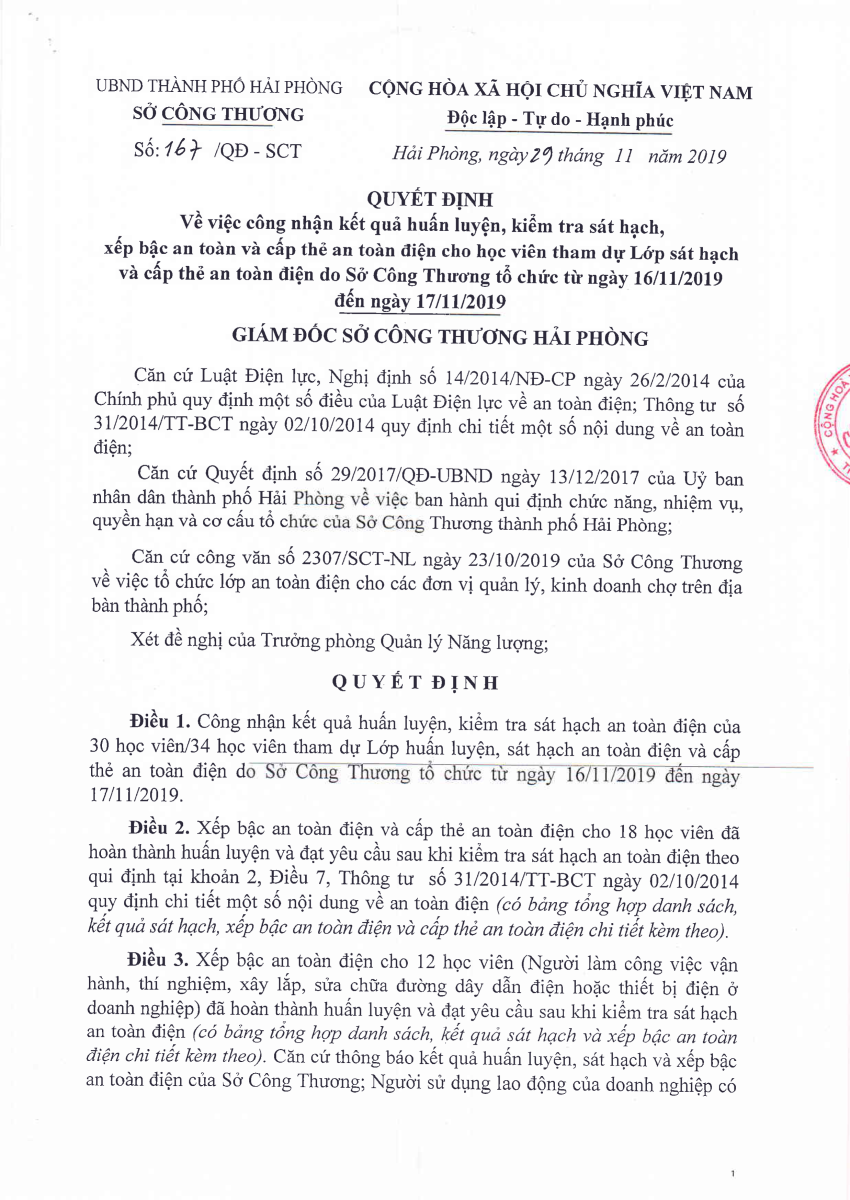 UBND THÀNH PHỐ HẢI PHÒNG
SỞ CÔNG THƯƠNG
Số: 167 /QĐ - SCT
CỘNG HÒA XÃ HỘI CHỦ NGHĨA VIỆT NAM
Độc lập - Tự do - Hạnh phúc
Hải Phòng, ngày 29 tháng 11 năm 2019
QUYẾT ĐỊNH
Về việc công nhận kết quả huấn luyện, kiểm tra sát hạch,
xếp bậc an toàn và cấp thẻ an toàn điện cho học viên tham dự Lớp sát hạch
và cấp thẻ an toàn điện do Sở Công Thương tổ chức từ ngày 16/11/2019
đến ngày 17/11/2019
GIÁM ĐỐC SỞ CÔNG THƯƠNG HẢI PHÒNG
Căn cứ Luật Điện lực, Nghị định số 14/2014/NĐ-CP ngày 26/2/2014 của
Chính phủ quy định một số điều của Luật Điện lực về an toàn điện; Thông tư số
31/2014/TT-BCT ngày 02/10/2014 quy định chi tiết một số nội dung về an toàn
điện;
Căn cứ Quyết định số 29/2017/QĐ-UBND ngày 13/12/2017 của Uỷ ban
nhân dân thành phố Hải Phòng về việc ban hành qui định chức năng, nhiệm vụ,
quyền hạn và cơ cấu tổ chức của Sở Công Thương thành phố Hải Phòng;
Căn cứ công văn số 2307/SCT-NL ngày 23/10/2019 của Sở Công Thương
về việc tổ chức lớp an toàn điện cho các đơn vị quản lý, kinh doanh chợ trên địa
bàn thành phố;
Xét đề nghị của Trưởng phòng Quản lý Năng lượng;
QUYẾT ĐỊNH
Điều 1. Công nhận kết quả huấn luyện, kiểm tra sát hạch an toàn điện của
30 học viên/34 học viên tham dự Lớp huấn luyện, sát hạch an toàn điện và cấp
thẻ an toàn điện do Sở Công Thương tổ chức từ ngày 16/11/2019 đến ngày
17/11/2019.
Điều 2. Xếp bậc an toàn điện và cấp thẻ an toàn điện cho 18 học viên đã
hoàn thành huấn luyện và đạt yêu cầu sau khi kiểm tra sát hạch an toàn điện theo
qui định tại khoản 2, Điều 7, Thông tư số 31/2014/TT-BCT ngày 02/10/2014
quy định chi tiết một số nội dung về an toàn điện (có bảng tổng hợp danh sách,
kết quả sát hạch, xếp bậc an toàn điện và cấp thẻ an toàn điện chi tiết kèm theo).
Điều 3. Xếp bậc an toàn điện cho 12 học viên (Người làm công việc vận
hành, thí nghiệm, xây lắp, sửa chữa đường dây dẫn điện hoặc thiết bị điện ở
doanh nghiệp) đã hoàn thành huấn luyện và đạt yêu cầu sau khi kiểm tra sát hạch
an toàn điện (có bảng tổng hợp danh sách, kết quả sát hạch và xếp bậc an toàn
điện chi tiết kèm theo). Căn cứ thông báo kết quả huấn luyện, sát hạch và xếp bậc
an toàn điện của Sở Công Thương; Người sử dụng lao động của doanh nghiệp có
1
CỘNG HOÀ